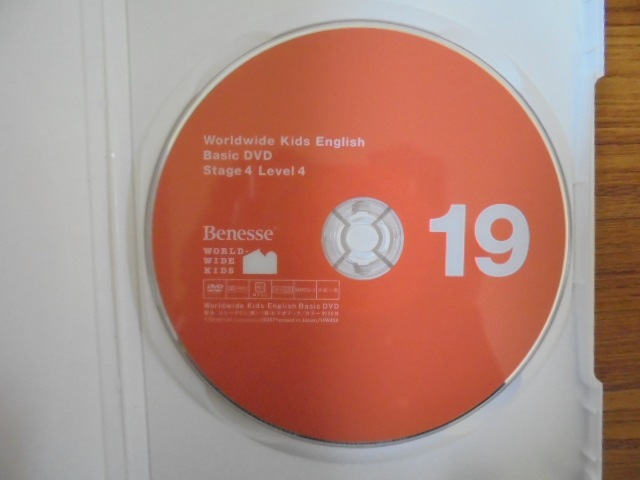 Worldwide Kids English
Basic DVD
Stage 4 Level 4
19
Benesse®
WORLD-
WIDE
KIDS
DVD
Worldwide Kids English Basic DVD